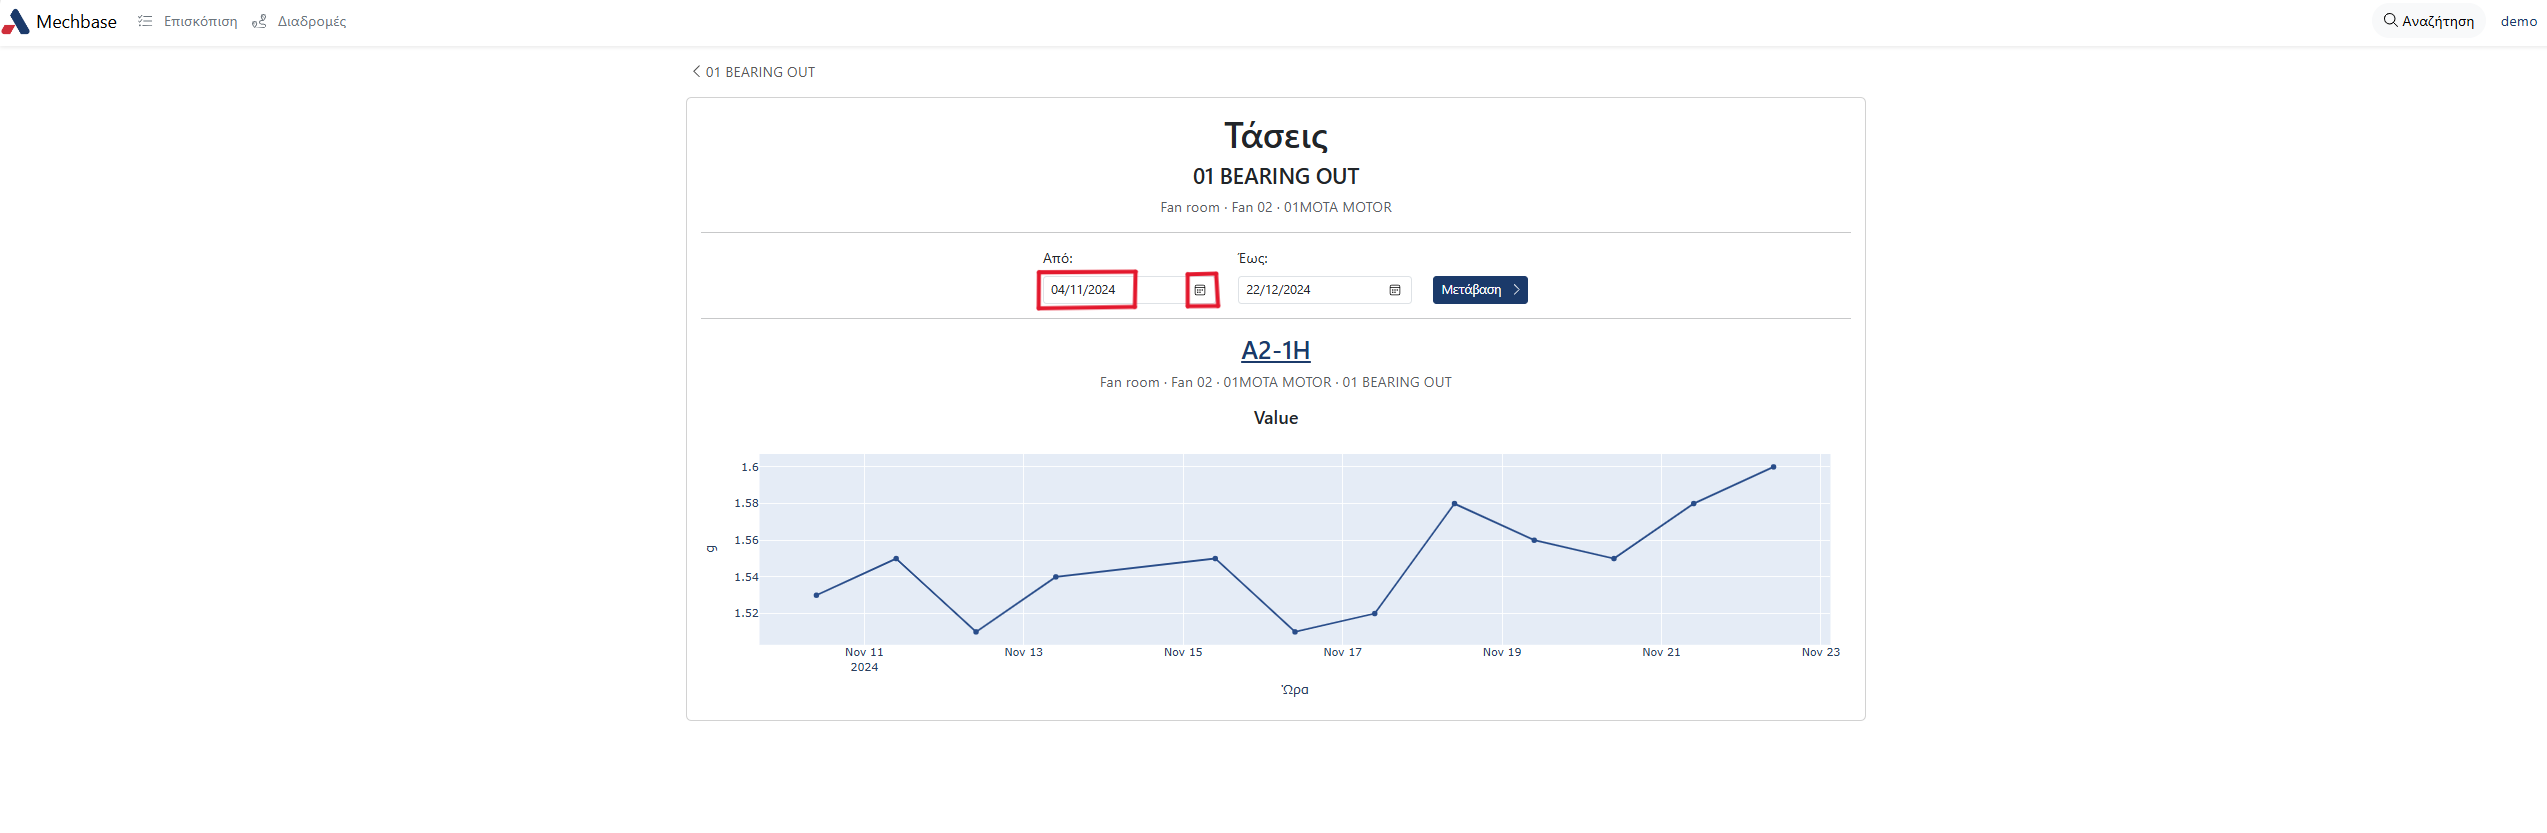 Mechbase Επισκόπιση Διαδρομές Αναζήτηση demo
01 BEARING OUT
Τάσεις
01 BEARING OUT
Fan room · Fan 02 · 01MOTA MOTOR
Από: Έως:
04/11/2024 22/12/2024 Μετάβαση
A2-1H
Fan room · Fan 02 · 01MOTA MOTOR · 01 BEARING OUT
Value
1.6
1.58
1.56
1.54
1.52
g
Nov 11 Nov 13 Nov 15 Nov 17 Nov 19 Nov 21 Nov 23
2024
Ώρα